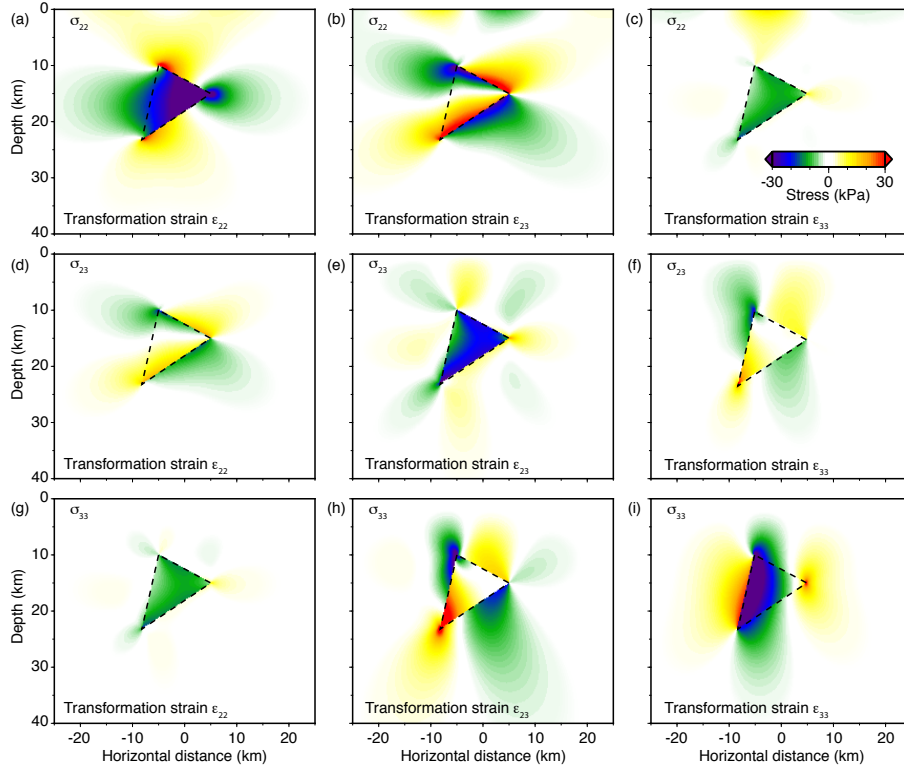 (a) σ22 (b) σ22 (c) σ22
0
10
20
30
40
Depth (km)
Transformation strain ε22
Transformation strain ε23
-30 0 30
Stress (kPa)
Transformation strain ε33
(d) σ23 (e) σ23 (f) σ23
0
10
20
30
40
Depth (km)
Transformation strain ε22
Transformation strain ε23
Transformation strain ε33
(g) σ33 (h) σ33 (i) σ33
0
10
20
30
40
Depth (km)
Transformation strain ε22
Transformation strain ε23
Transformation strain ε33
-20 -10 0 10 20
-20 -10 0 10 20
-20 -10 0 10 20
Horizontal distance (km)
Horizontal distance (km)
Horizontal distance (km)